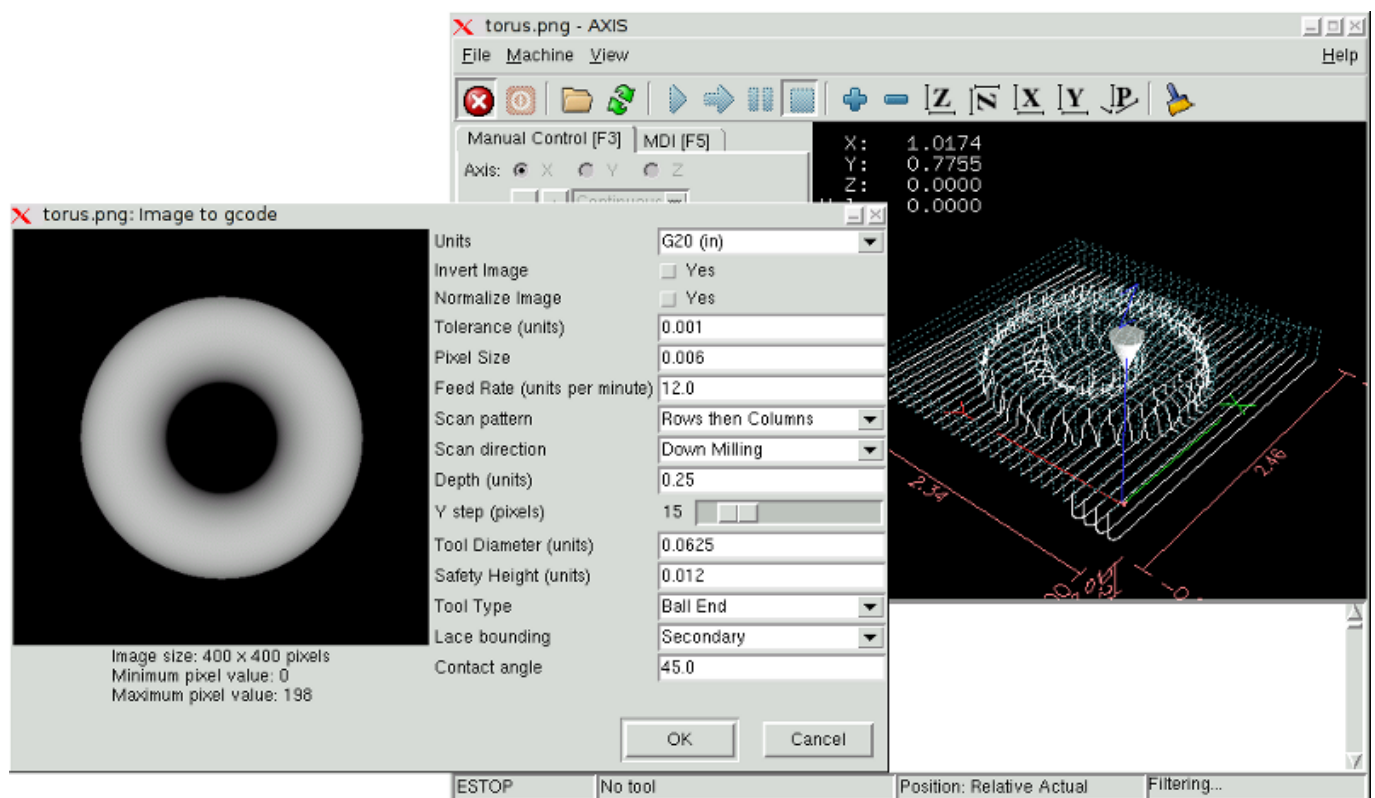 torus.png - AXIS
File Machine View Help
Z N X Y P
Manual Control [F3] MDI [F5]
Axis: X Y Z
Continuous
X: 1.0174
Y: 0.7755
Z: 0.0000
0.0000
torus.png: Image to gcode
Units G20 (in)
Invert Image Yes
Normalize Image Yes
Tolerance (units) 0.001
Pixel Size 0.006
Feed Rate (units per minute) 12.0
Scan pattern Rows then Columns
Scan direction Down Milling
Depth (units) 0.25
Y step (pixels) 15
Tool Diameter (units) 0.0625
Safety Height (units) 0.012
Tool Type Ball End
Lace bounding Secondary
Contact angle 45.0
Image size: 400 x 400 pixels
Minimum pixel value: 0
Maximum pixel value: 198
OK Cancel
2.34
2.46
X
ESTOP No tool Position: Relative Actual Filtering...